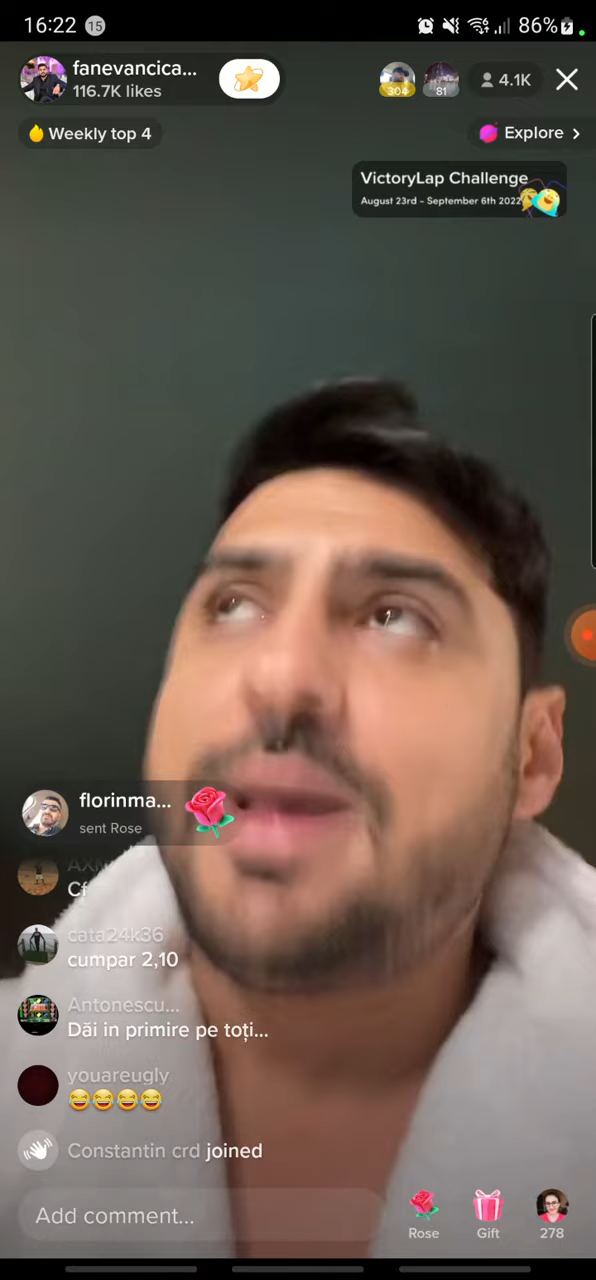 16:22 15 86%
fanevancica...
116.7K likes
304 81 4.1K
Weekly top 4
Explore
VictoryLap Challenge
August 23rd - September 6th 2022
florinma...
sent Rose
Cf
cata24k36
cumpar 2,10
Antonescu...
Dăi in primire pe toți...
youareugly
Constantin crd joined
Add comment...
Rose Gift 278